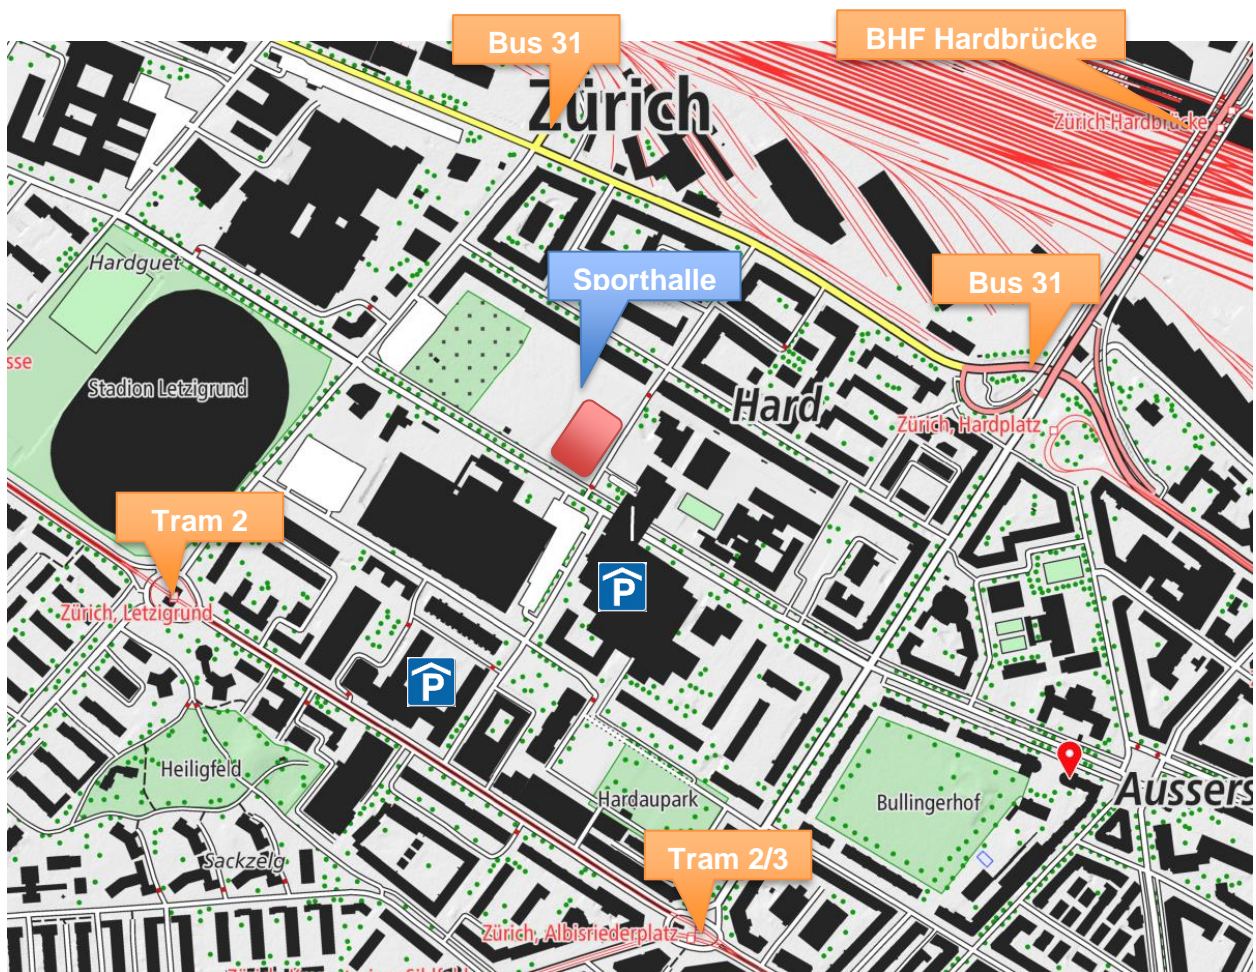 Bus 31
BHF Hardbrücke
Zürich
Zürich Hardbrücke
Hardguet
Sporthalle
Bus 31
Stadion Letzigrund
Hard
Zürich, Hardplatz
Tram 2
Zürich, Letzigrund
P
P
Heiligfeld
Hardaupark
Bullingerhof
Aussers
Sackzelg
Tram 2/3
Zürich, Albisriederplatz